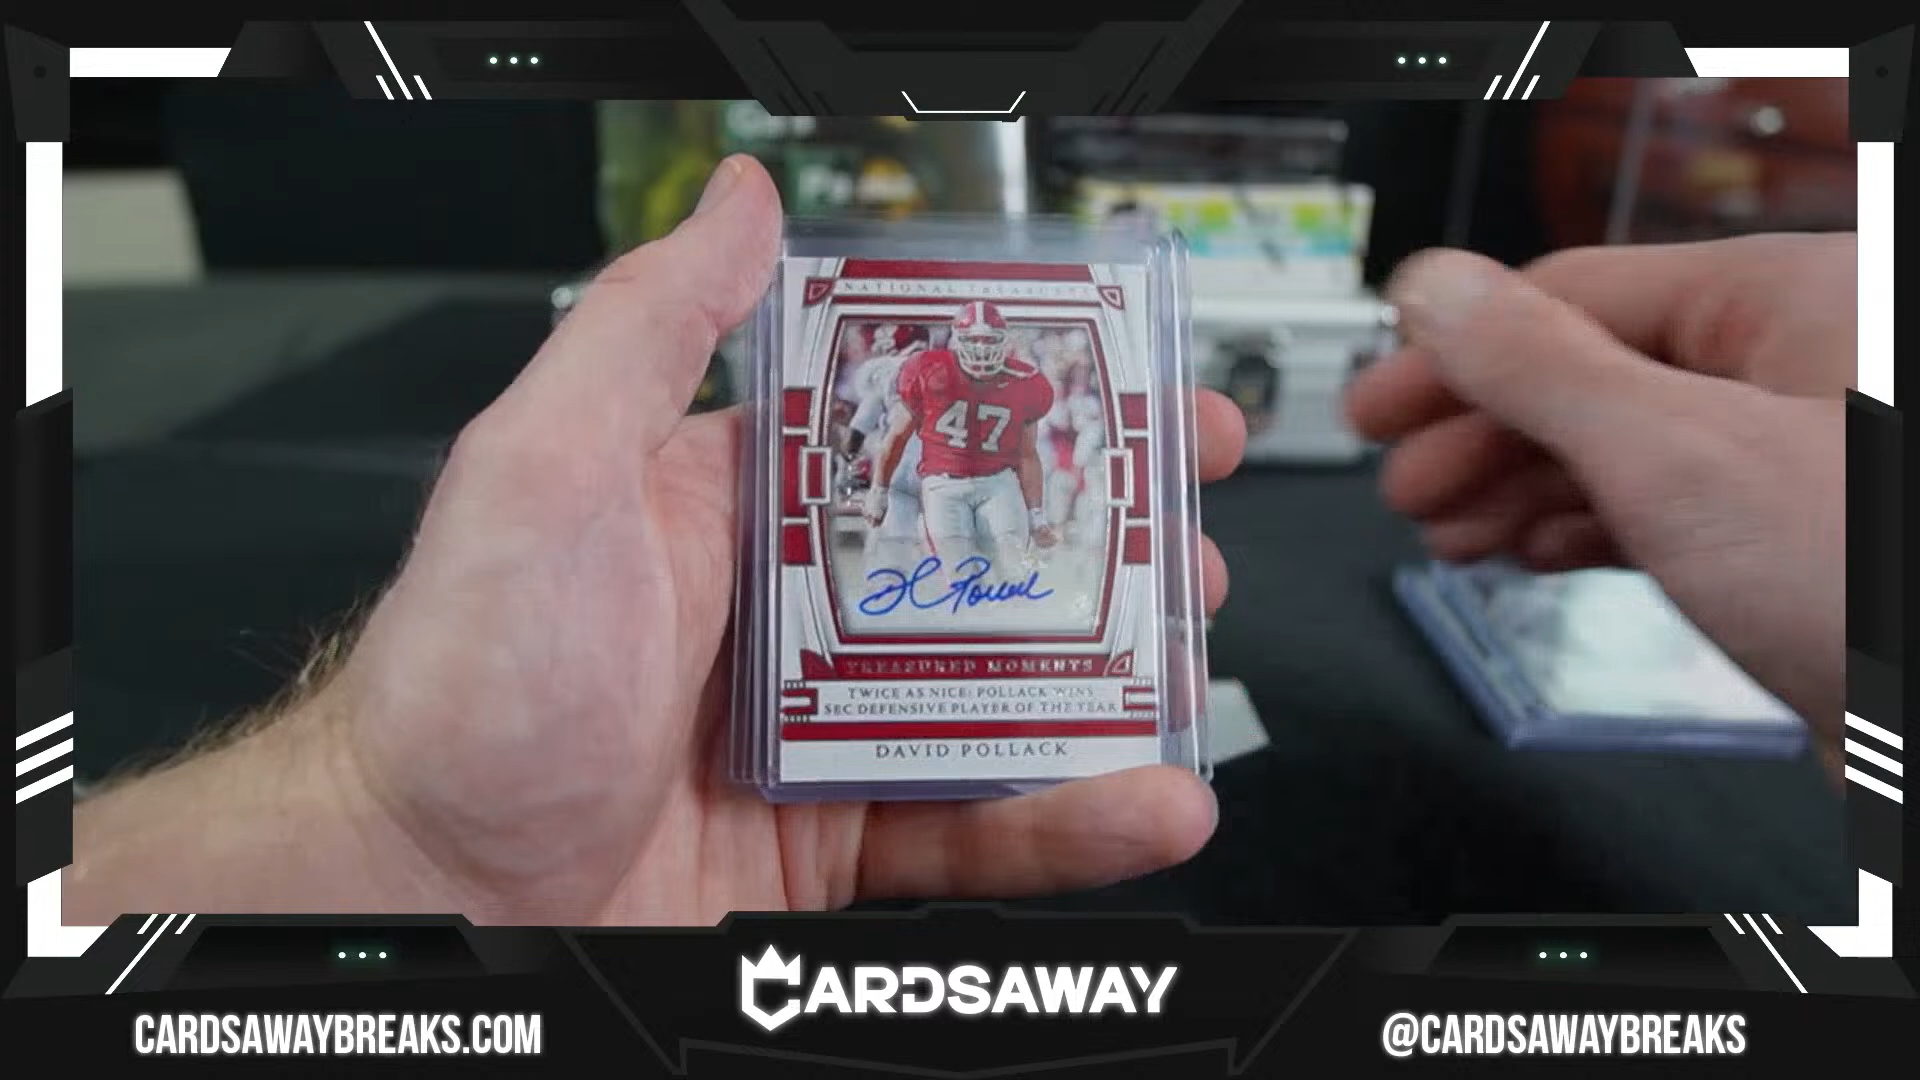 NATIONAL TREASURES
47
TREASURED MOMENTS
TWICE AS NICE: POLLACK WINS
SEC DEFENSIVE PLAYER OF THE YEAR
DAVID POLLACK
CARDSAWAY
CARDSAWAYBREAKS.COM
@CARDSAWAYBREAKS